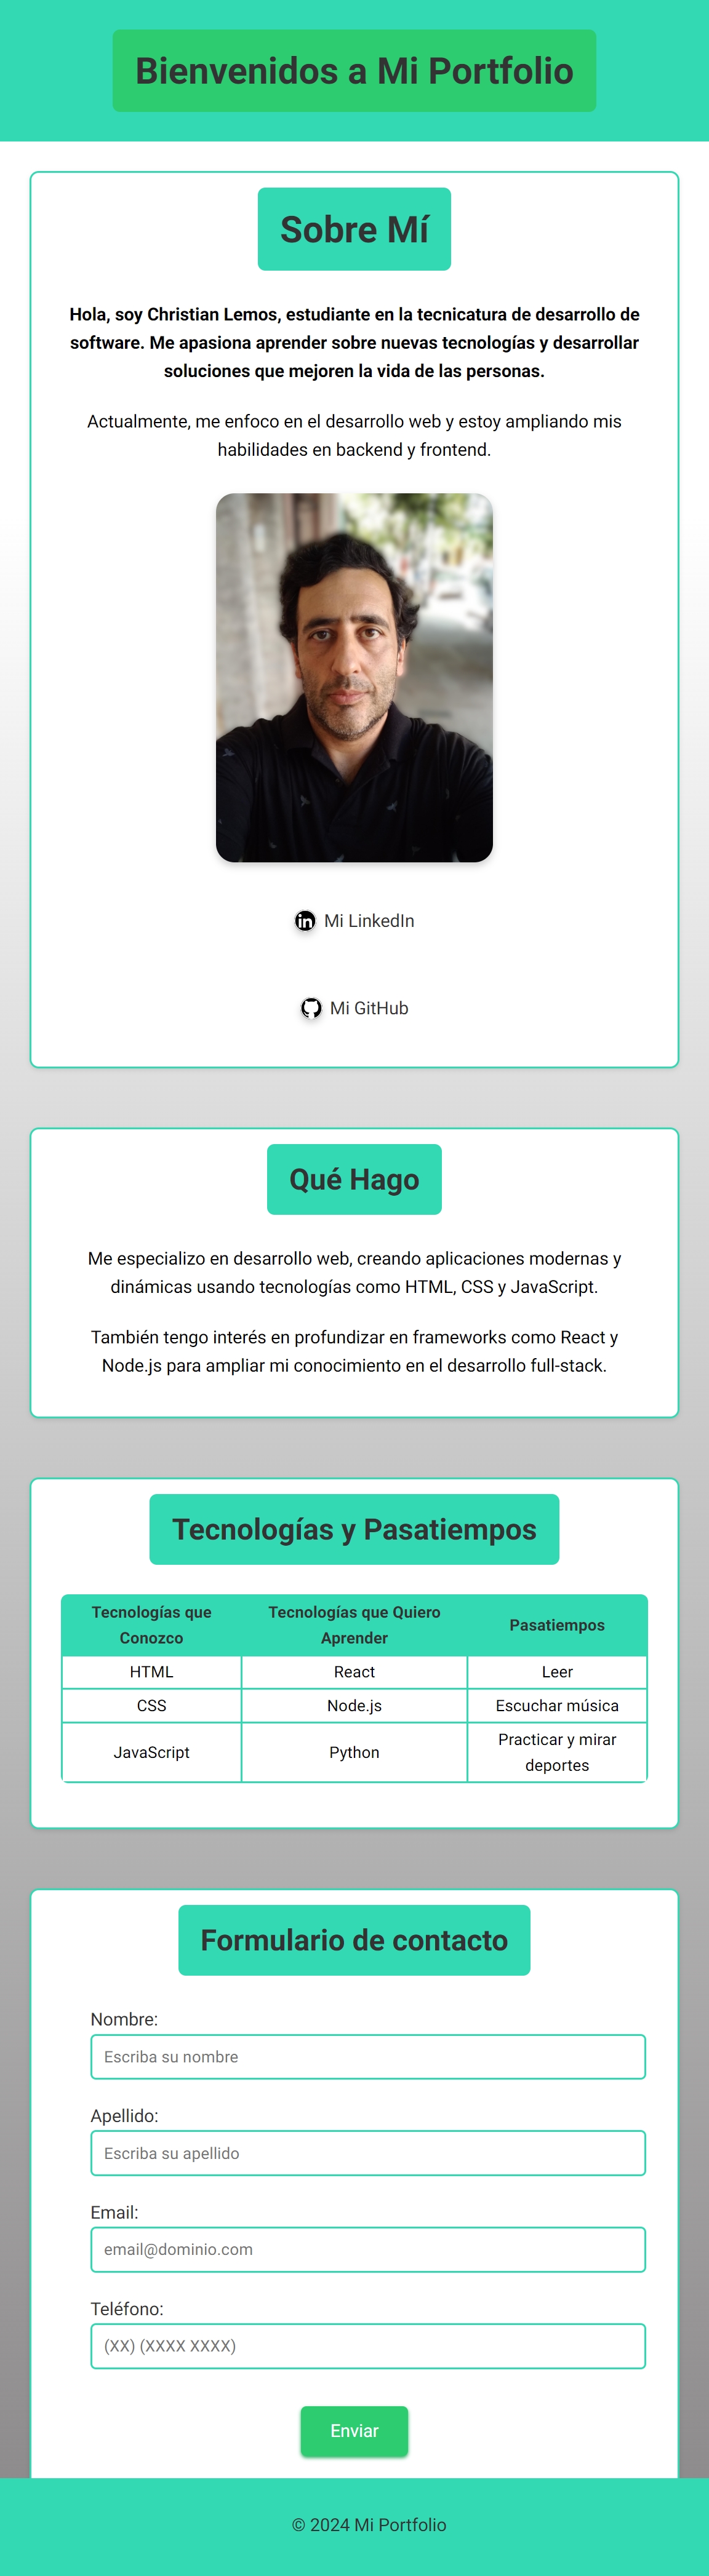 Bienvenidos a Mi Portfolio
Sobre Mí
Hola, soy Christian Lemos, estudiante en la tecnicatura de desarrollo de
software. Me apasiona aprender sobre nuevas tecnologías y desarrollar
soluciones que mejoren la vida de las personas.
Actualmente, me enfoco en el desarrollo web y estoy ampliando mis
habilidades en backend y frontend.
in Mi LinkedIn
Mi GitHub
Qué Hago
Me especializo en desarrollo web, creando aplicaciones modernas y
dinámicas usando tecnologías como HTML, CSS y JavaScript.
También tengo interés en profundizar en frameworks como React y
Node.js para ampliar mi conocimiento en el desarrollo full-stack.
Tecnologías y Pasatiempos
Tecnologías que
Conozco
Tecnologías que Quiero
Aprender
Pasatiempos
HTML
React
Leer
CSS
Node.js
Escuchar música
JavaScript
Python
Practicar y mirar
deportes
Formulario de contacto
Nombre:
Escriba su nombre
Apellido:
Escriba su apellido
Email:
email@dominio.com
Teléfono:
(XX) (XXXX XXXX)
Enviar
© 2024 Mi Portfolio